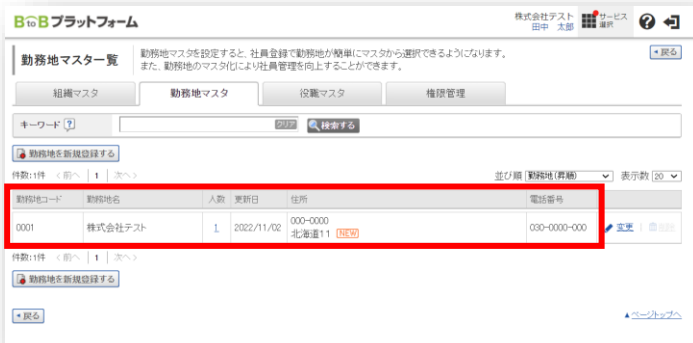 BtoBプラットフォーム
株式会社テスト
田中 太郎
サービス選択
勤務地マスター一覧
勤務地マスタを設定すると、社員登録で勤務地が簡単にマスタから選択できるようになります。
また、勤務地のマスタ化により社員管理を向上することができます。
戻る
組織マスタ 勤務地マスタ 役職マスタ 権限管理
キーワード ? クリア 検索する
勤務地を新規登録する
件数:1件 <前へ | 1 | 次へ> 並び順 勤務地(昇順) 表示数 20
勤務地コード 勤務地名 人数 更新日 住所 電話番号
0001 株式会社テスト 1 2022/11/02 000-0000 030-0000-000 変更 | 削除
北海道11 NEW
件数:1件 <前へ | 1 | 次へ>
勤務地を新規登録する
戻る ▲ページトップへ